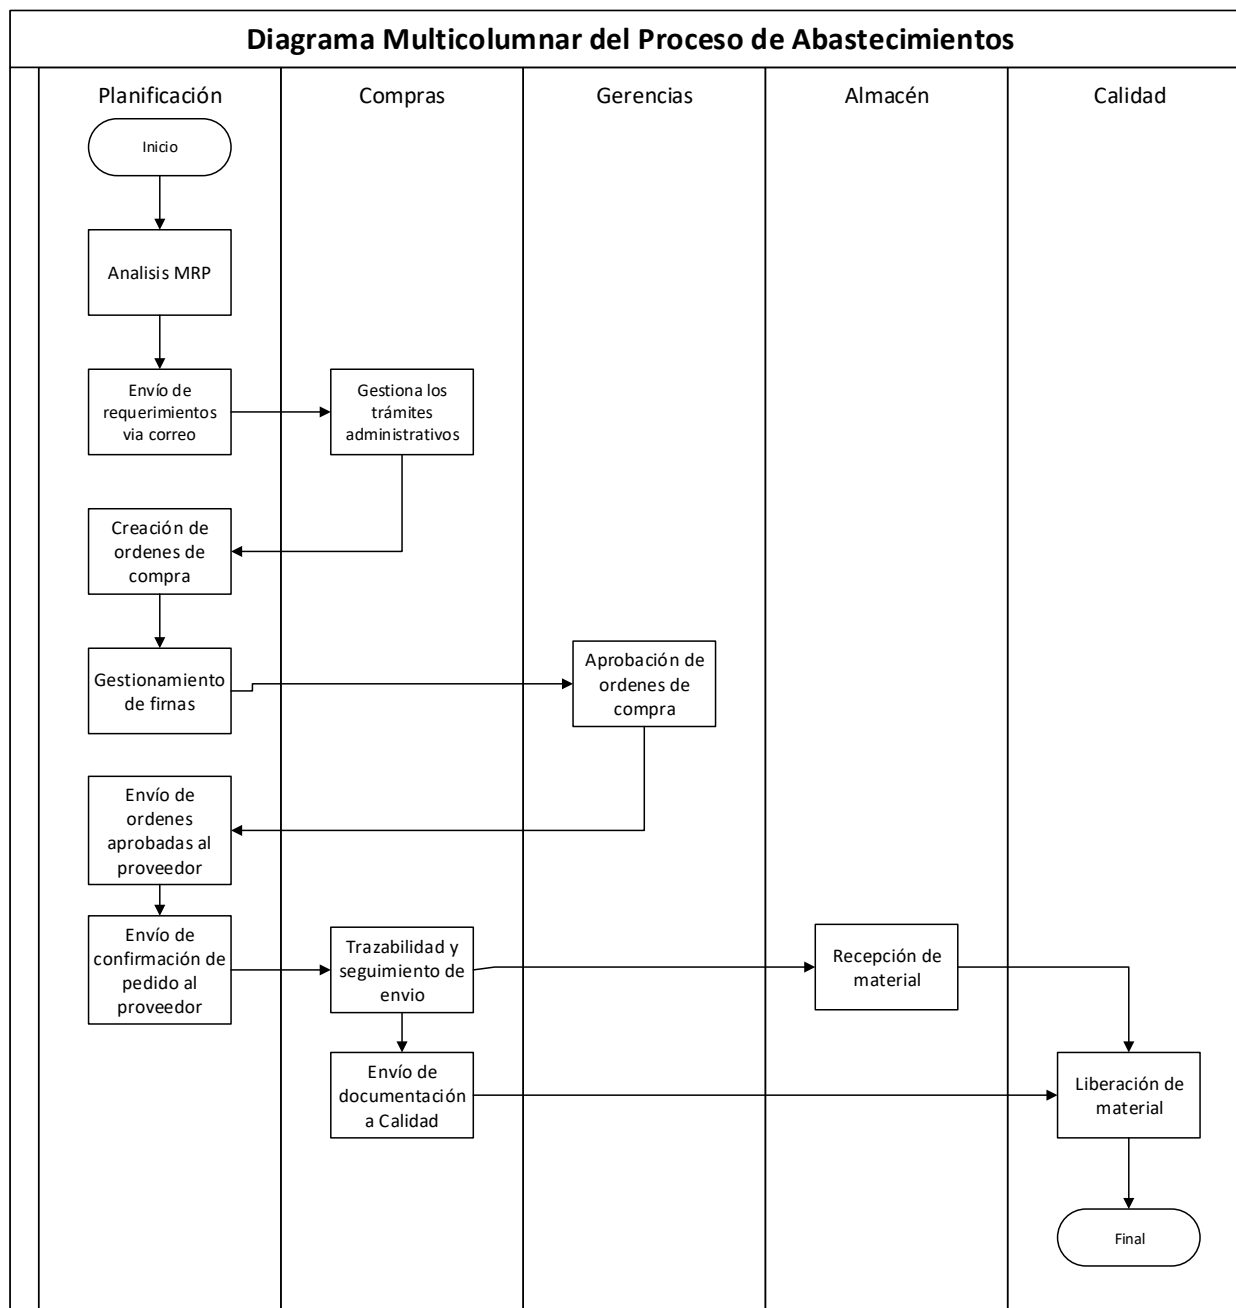 Diagrama Multicolumnar del Proceso de Abastecimientos
Planificación
Compras
Gerencias
Almacén
Calidad
Inicio
Analisis MRP
Envío de
requerimientos
via correo
Gestiona los
trámites
administrativos
Creación de
ordenes de
compra
Gestionamiento
de firnas
Aprobación de
ordenes de
compra
Envío de
ordenes
aprobadas al
proveedor
Envío de
confirmación de
pedido al
proveedor
Trazabilidad y
seguimiento de
envio
Recepción de
material
Envío de
documentación
a Calidad
Liberación de
material
Final